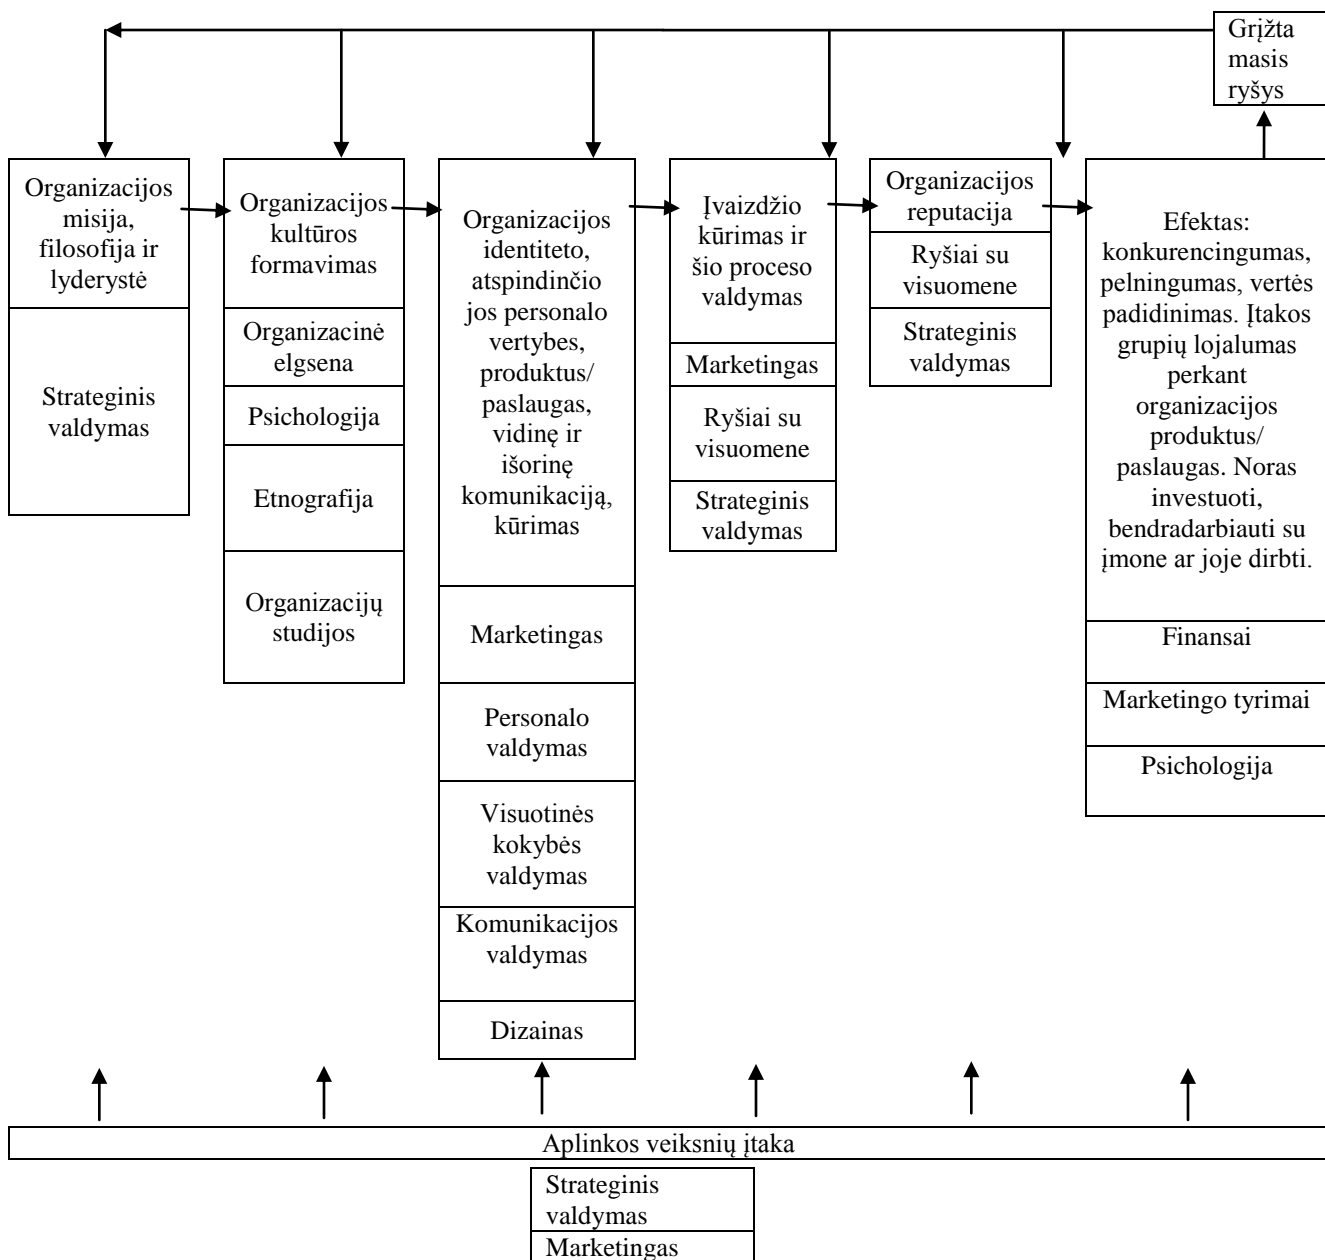 Grįžta
masis
ryšys
Organizacijos
misija,
filosofija ir
lyderystė
Strateginis
valdymas
Organizacijos
kultūros
formavimas
Organizacinė
elgsena
Psichologija
Etnografija
Organizacijų
studijos
Organizacijos
identiteto,
atspindinčio
jos personalo
vertybes,
produktus/
paslaugas,
vidinę ir
išorinę
komunikaciją,
kūrimas
Marketingas
Personalo
valdymas
Visuotinės
kokybės
valdymas
Komunikacijos
valdymas
Dizainas
Įvaizdžio
kūrimas ir
šio proceso
valdymas
Marketingas
Ryšiai su
visuomene
Strateginis
valdymas
Organizacijos
reputacija
Ryšiai su
visuomene
Strateginis
valdymas
Efektas:
konkurencingumas,
pelningumas, vertės
padidinimas. Įtakos
grupių lojalumas
perkant
organizacijos
produktus/
paslaugas. Noras
investuoti,
bendradarbiauti su
įmone ar joje dirbti.
Finansai
Marketingo tyrimai
Psichologija
Aplinkos veiksnių įtaka
Strateginis
valdymas
Marketingas